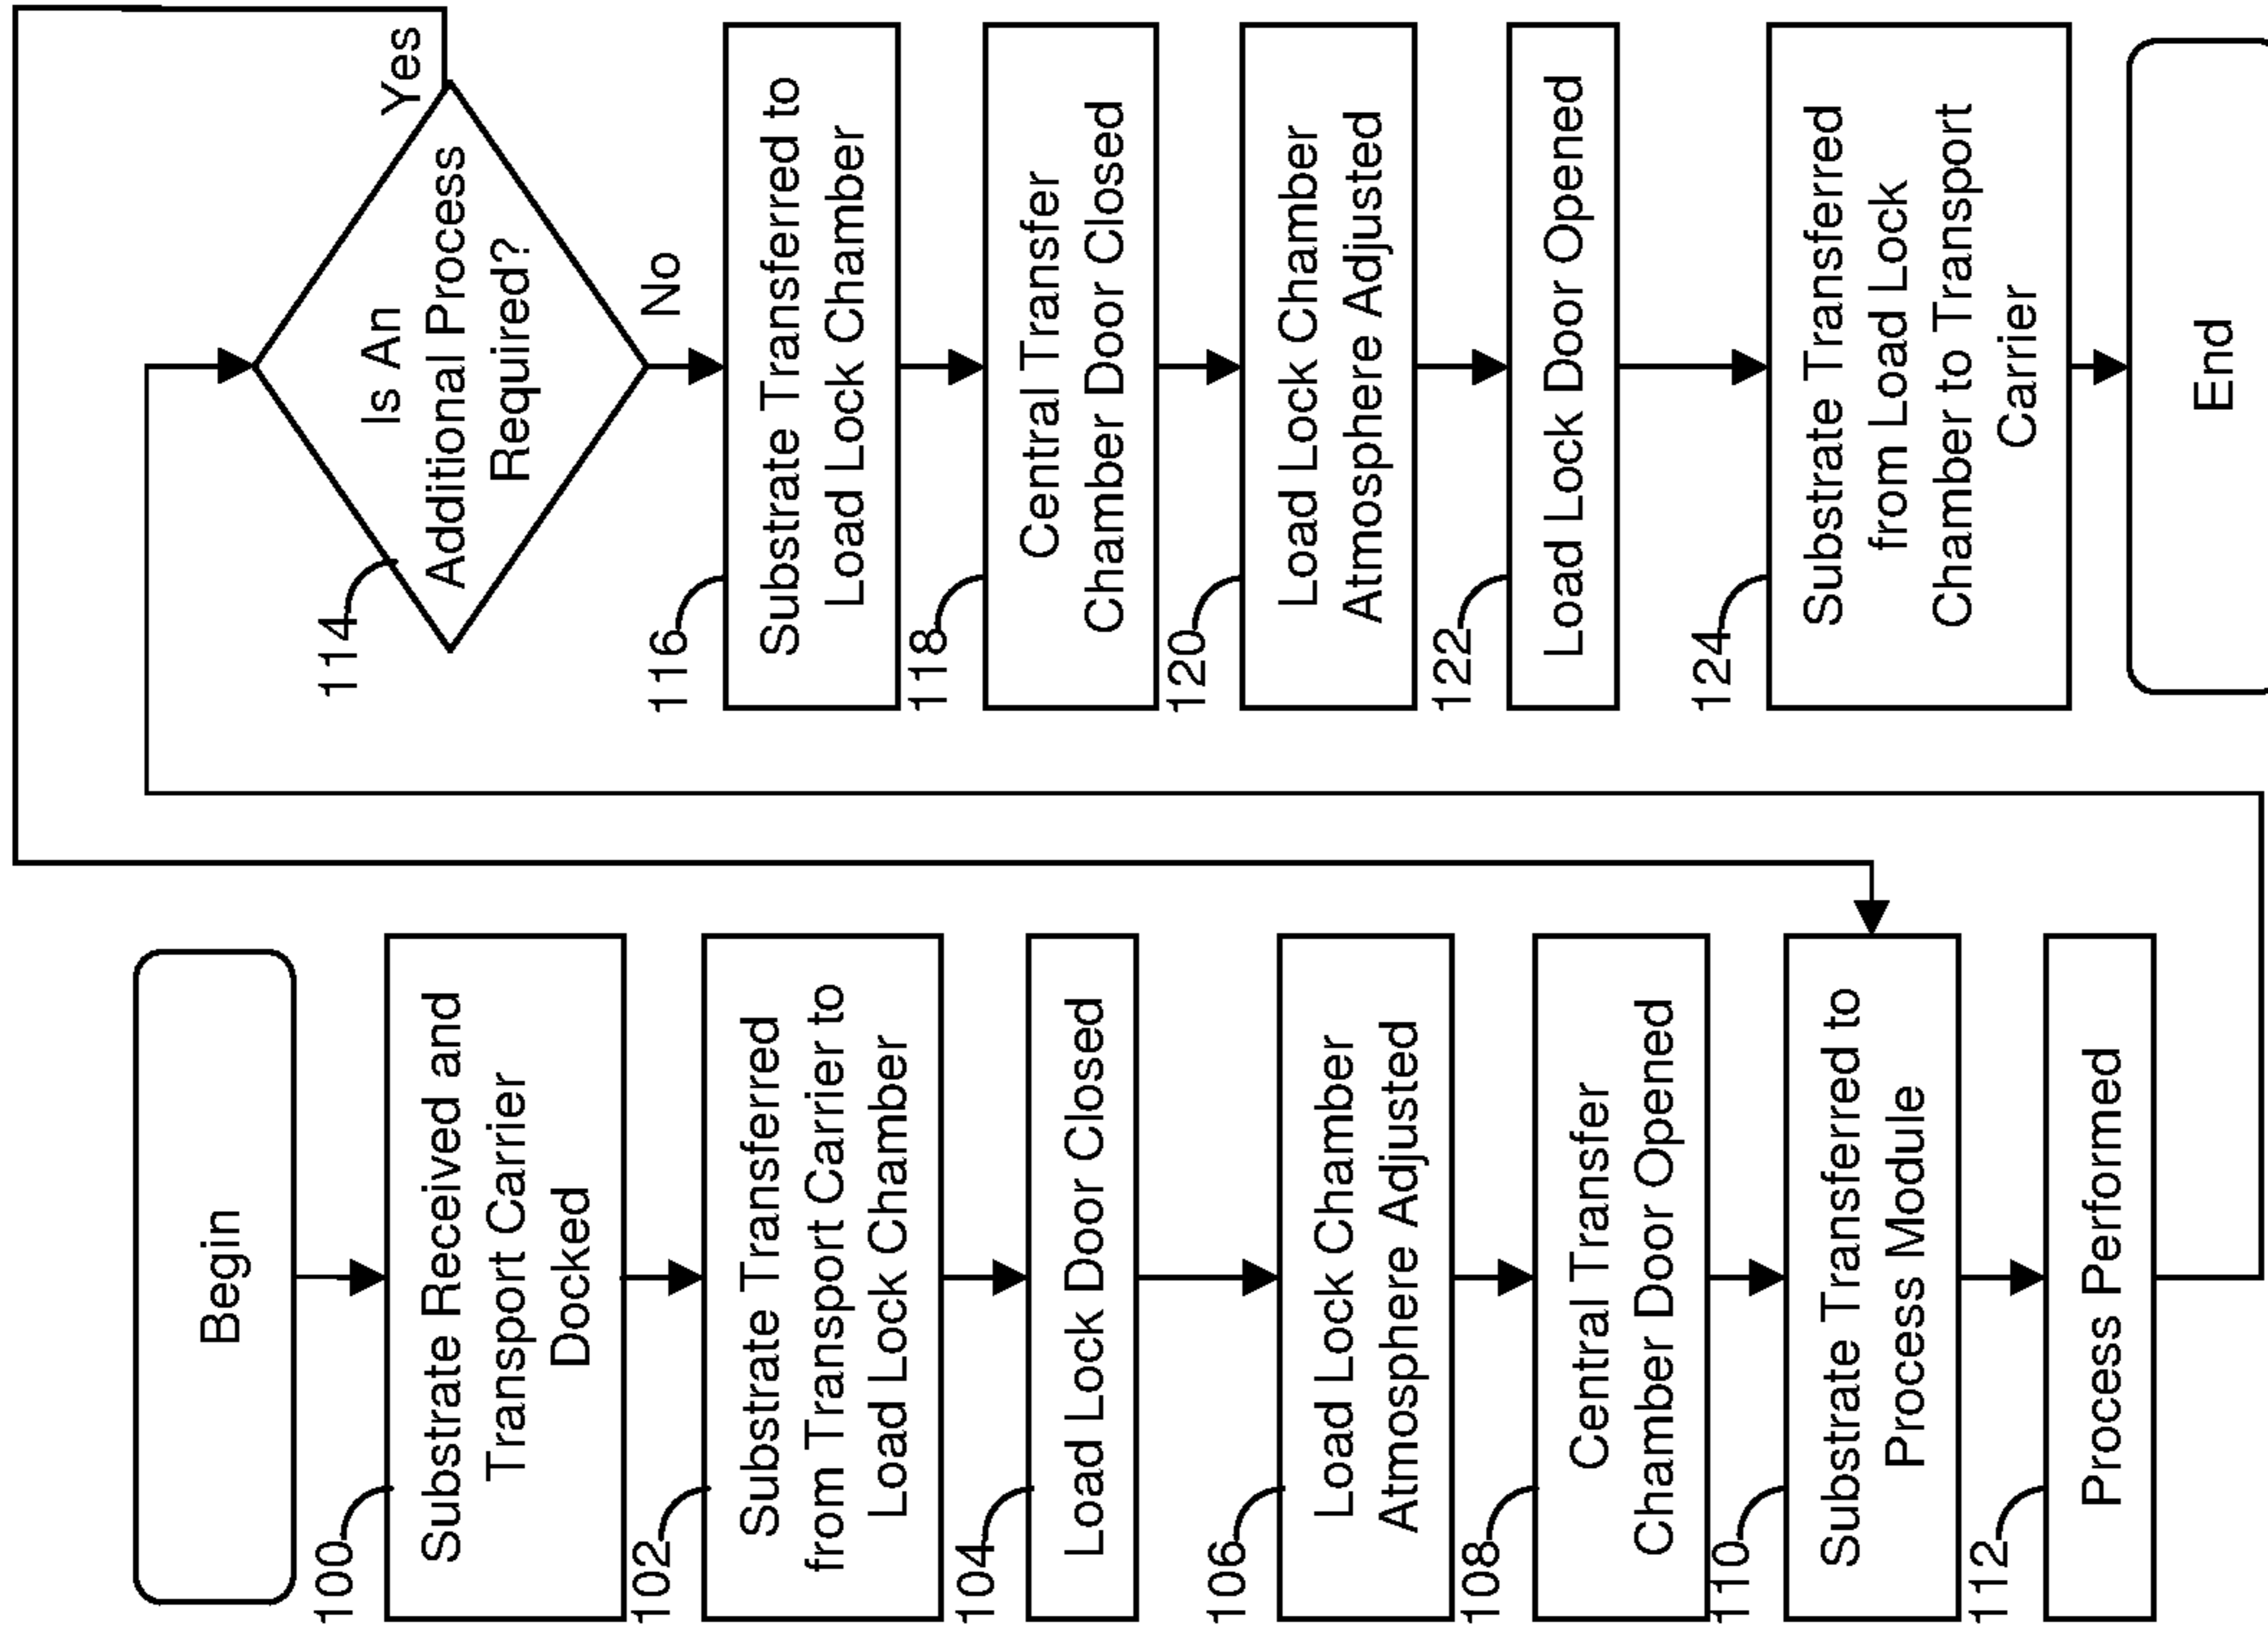 Begin
100
Substrate Received and
Transport Carrier
Docked
102
Substrate Transferred
from Transport Carrier to
Load Lock Chamber
104
Load Lock Door Closed
106
Load Lock Chamber
Atmosphere Adjusted
108
Central Transfer
Chamber Door Opened
110
Substrate Transferred to
Process Module
112
Process Performed
114
Is An
Additional Process
Required?
Yes
No
116
Substrate Transferred to
Load Lock Chamber
118
Central Transfer
Chamber Door Closed
120
Load Lock Chamber
Atmosphere Adjusted
122
Load Lock Door Opened
124
Substrate Transferred
from Load Lock
Chamber to Transport
Carrier
End